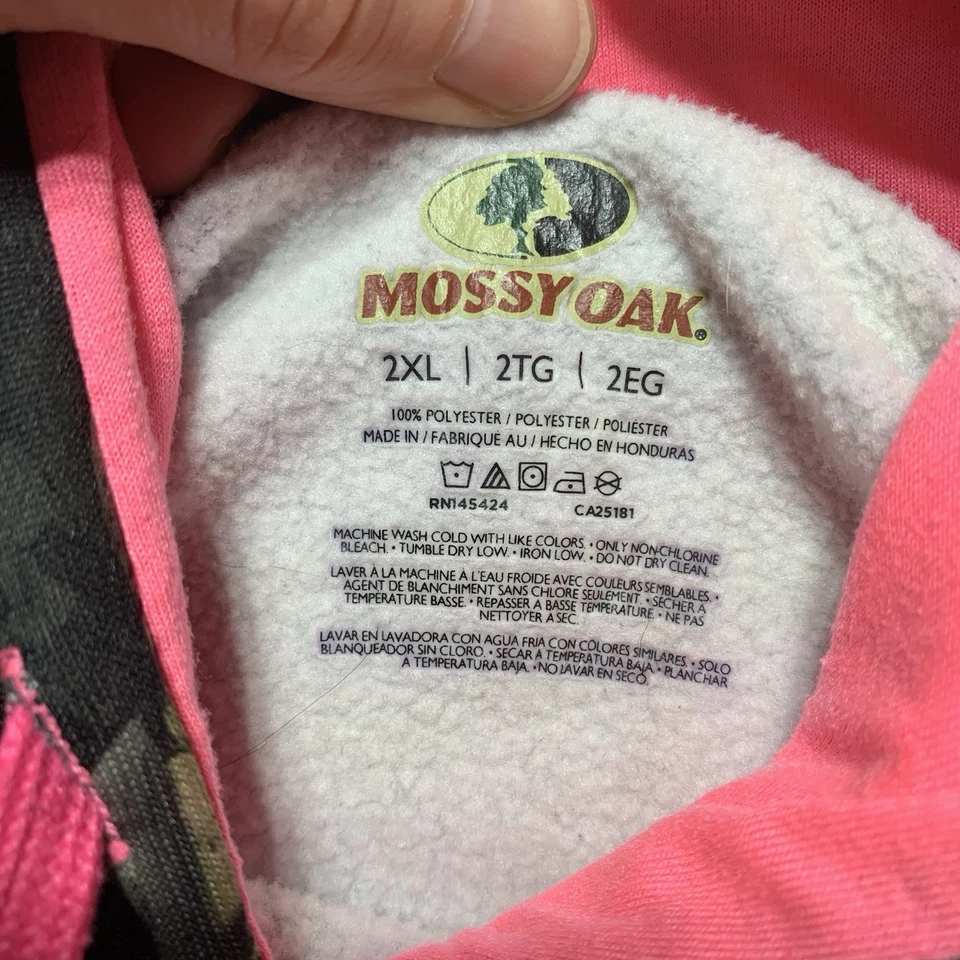 MOSSY OAK®
2XL | 2TG | 2EG
100% POLYESTER / POLYESTER / POLIÉSTER
MADE IN / FABRIQUÉ AU / HECHO EN HONDURAS
RN145424 CA25181
MACHINE WASH COLD WITH LIKE COLORS. • ONLY NON-CHLORINE
BLEACH. • TUMBLE DRY LOW. • IRON LOW. • DO NOT DRY CLEAN.
LAVER À LA MACHINE À L'EAU FROIDE AVEC COULEURS SEMBLABLES. •
AGENT DE BLANCHIMENT SANS CHLORE SEULEMENT. • SÉCHER À
TEMPÉRATURE BASSE. • REPASSER À BASSE TEMPÉRATURE. • NE PAS
NETTOYER A SEC.
LAVAR EN LAVADORA CON AGUA FRÍA CON COLORES SIMILARES. • SOLO
BLANQUEADOR SIN CLORO. • SECAR A TEMPERATURA BAJA. • PLANCHAR
A TEMPERATURA BAJA. • NO LAVAR EN SECO.